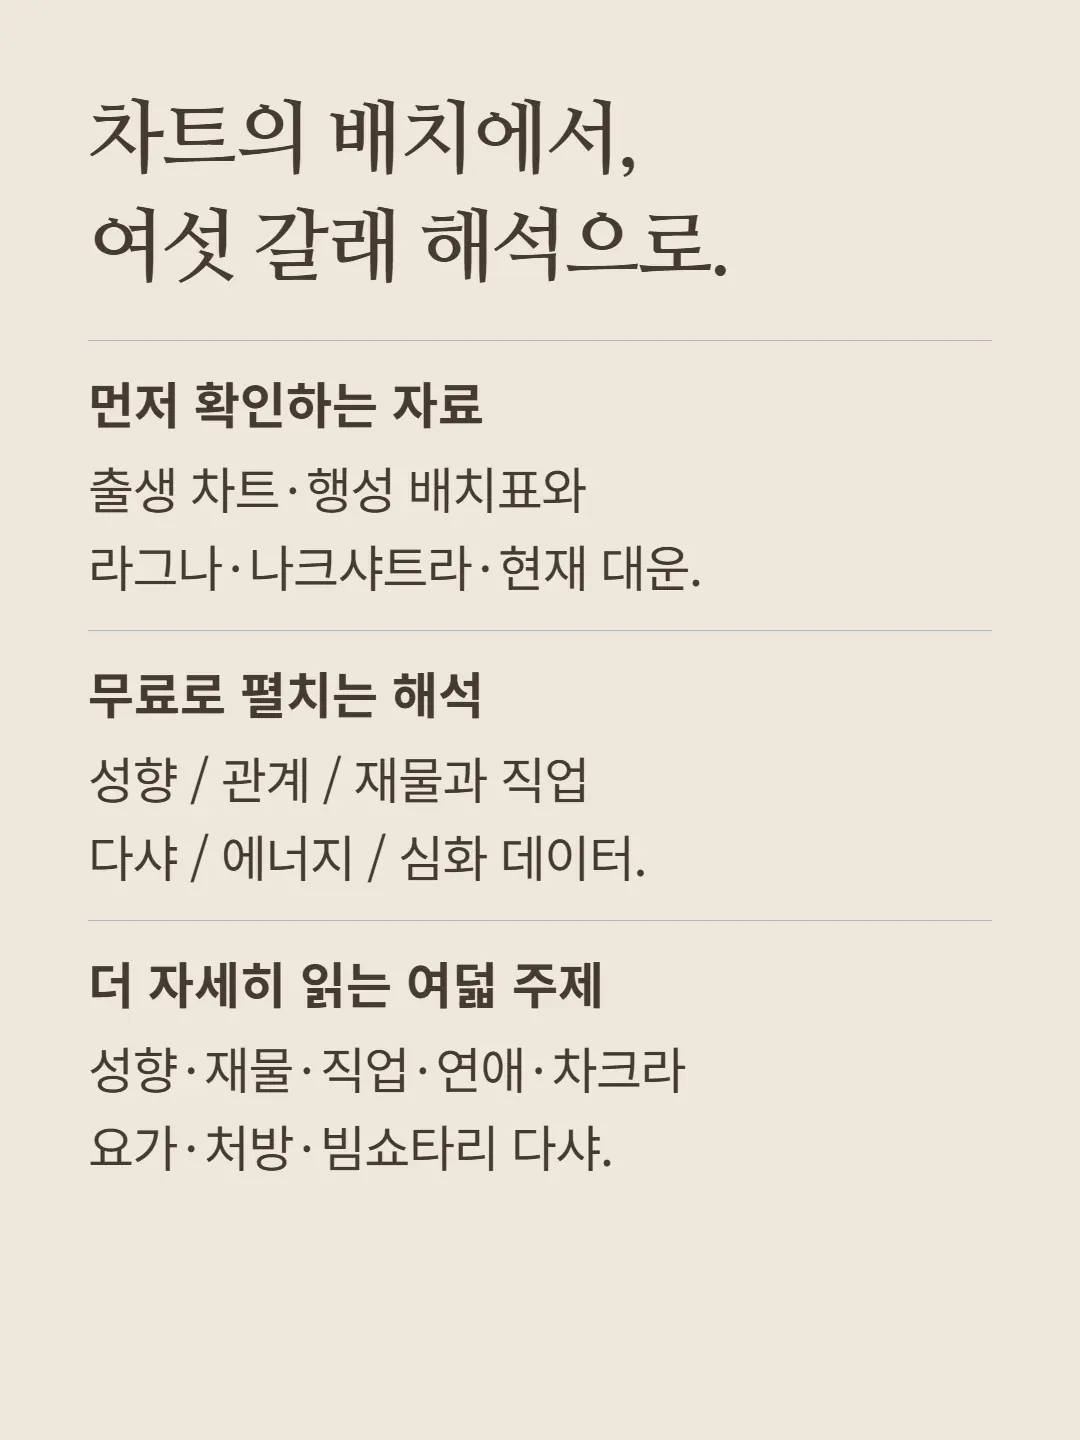 차트의 배치에서,
여섯 갈래 해석으로.
먼저 확인하는 자료
출생 차트·행성 배치표와
라그나·나크샤트라·현재 대운.
무료로 펼치는 해석
성향 / 관계 / 재물과 직업
다샤 / 에너지 / 심화 데이터.
더 자세히 읽는 여덟 주제
성향·재물·직업·연애·차크라
요가·처방·빔쇼타리 다샤.